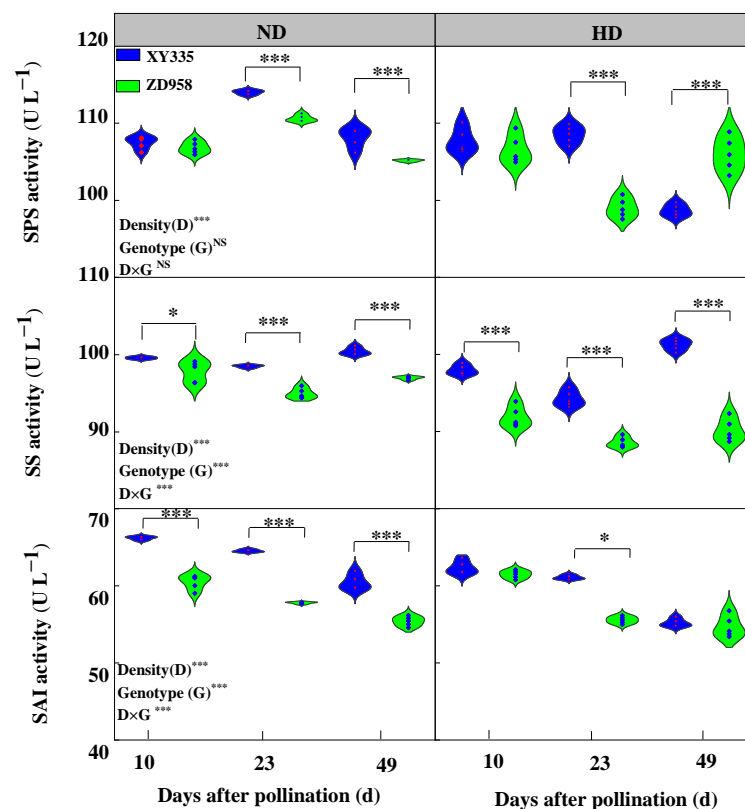 ND
HD
XY335
ZD958
SPS activity (U L⁻¹)
120
110
100
110
*** *** *** ***
Density(D)***
Genotype (G)NS
D×G NS
SS activity (U L⁻¹)
100
90
* *** *** *** *** ***
Density(D)***
Genotype (G)***
D×G ***
SAI activity (U L⁻¹)
70
60
50
40
*** *** *** *
Density(D)***
Genotype (G)***
D×G ***
10 23 49
10 23 49
Days after pollination (d)
Days after pollination (d)